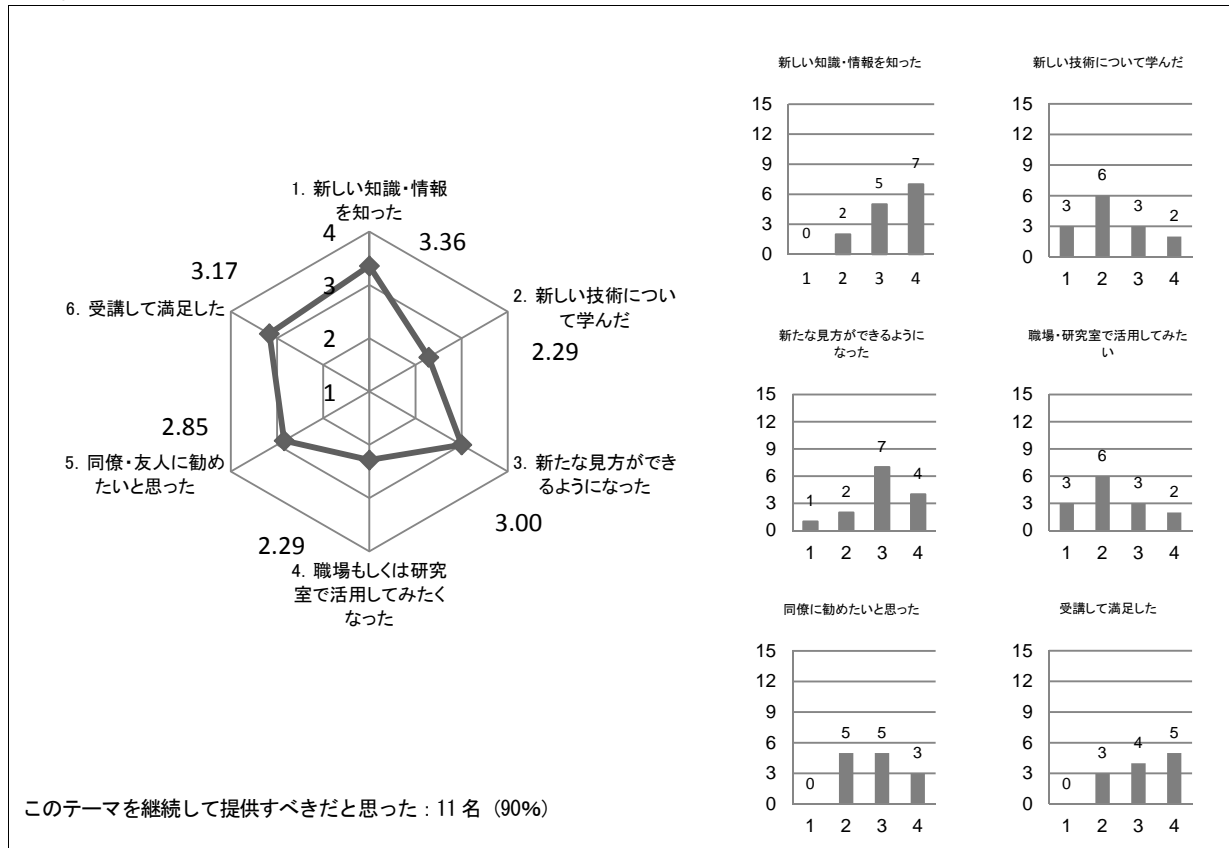 1. 新しい知識・情報
を知った
4
3.36
3.17
3
6. 受講して満足した
2. 新しい技術につい
て学んだ
2
2.29
1
2.85
5. 同僚・友人に勧め
たいと思った
3. 新たな見方ができ
るようになった
3.00
2.29
4. 職場もしくは研究
室で活用してみたく
なった
このテーマを継続して提供すべきだと思った：11 名（90%）
新しい知識・情報を知った
15
12
9
6
3
0
0
2
5
7
1 2 3 4
新しい技術について学んだ
15
12
9
6
3
0
3
6
3
2
1 2 3 4
新たな見方ができるように
なった
15
12
9
6
3
0
1
2
7
4
1 2 3 4
職場・研究室で活用してみた
い
15
12
9
6
3
0
3
6
3
2
1 2 3 4
同僚に勧めたいと思った
15
12
9
6
3
0
0
5
5
3
1 2 3 4
受講して満足した
15
12
9
6
3
0
0
3
4
5
1 2 3 4